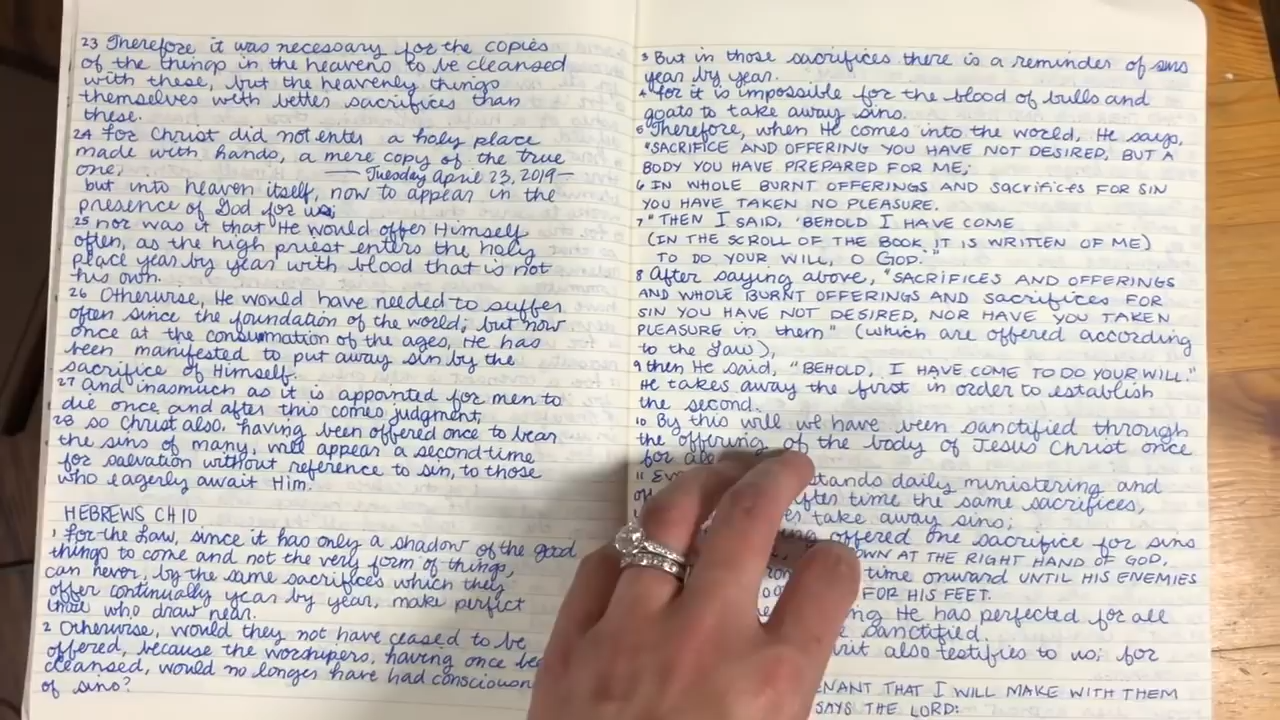 23 Therefore it was necessary for the copies
of the things in the heavens to be cleansed
with these, but the heavenly things
themselves with better sacrifices than
these.
24 for Christ did not enter a holy place
made with hands, a mere copy of the true
one, — Tuesday April 23, 2019 —
but into heaven itself, now to appear in the
presence of God for us;
25 nor was it that He would offer Himself
often, as the high priest enters the holy
place year by year with blood that is not
his own.
26 Otherwise, He would have needed to suffer
often since the foundation of the world; but now
once at the consummation of the ages, He has
been manifested to put away sin by the
sacrifice of Himself.
27 and inasmuch as it is appointed for men to
die once and after this comes judgment,
28 so Christ also, having been offered once to bear
the sins of many, will appear a second time
for salvation without reference to sin, to those
who eagerly await Him.
HEBREWS CH 10
1 for the Law, since it has only a shadow of the good
things to come and not the very form of things,
can never, by the same sacrifices which they
offer continually year by year, make perfect
those who draw near.
2 Otherwise, would they not have ceased to be
offered, because the worshipers, having once be
cleansed, would no longer have had consciousn
of sins?
3 But in those sacrifices there is a reminder of sins
year by year.
4 for it is impossible for the blood of bulls and
goats to take away sins.
5 Therefore, when He comes into the world, He says,
"SACRIFICE AND OFFERING YOU HAVE NOT DESIRED, BUT A
BODY YOU HAVE PREPARED FOR ME;
6 IN WHOLE BURNT OFFERINGS AND sacrifices FOR SIN
YOU HAVE TAKEN NO PLEASURE.
7 "THEN I SAID, 'BEHOLD I HAVE COME
(IN THE SCROLL OF THE BOOK IT IS WRITTEN OF ME)
TO DO YOUR WILL, O GOD.'"
8 After saying above, "SACRIFICES AND OFFERINGS
AND WHOLE BURNT OFFERINGS AND sacrifices FOR
SIN YOU HAVE NOT DESIRED, NOR HAVE YOU TAKEN
PLEASURE in them" (which are offered according
to the Law),
9 then He said, "BEHOLD, I HAVE COME TO DO YOUR WILL."
He takes away the first in order to establish
the second.
10 By this will we have been sanctified through
the offering of the body of Jesus Christ once
for all
11 Ev stands daily ministering and
of after time the same sacrifices,
take away sins;
offered one sacrifice for sins
OWN AT THE RIGHT HAND OF GOD,
time onward UNTIL HIS ENEMIES
FOR HIS FEET.
ing He has perfected for all
sanctified.
also testifies to us; for
NANT THAT I WILL MAKE WITH THEM
SAYS THE LORD: